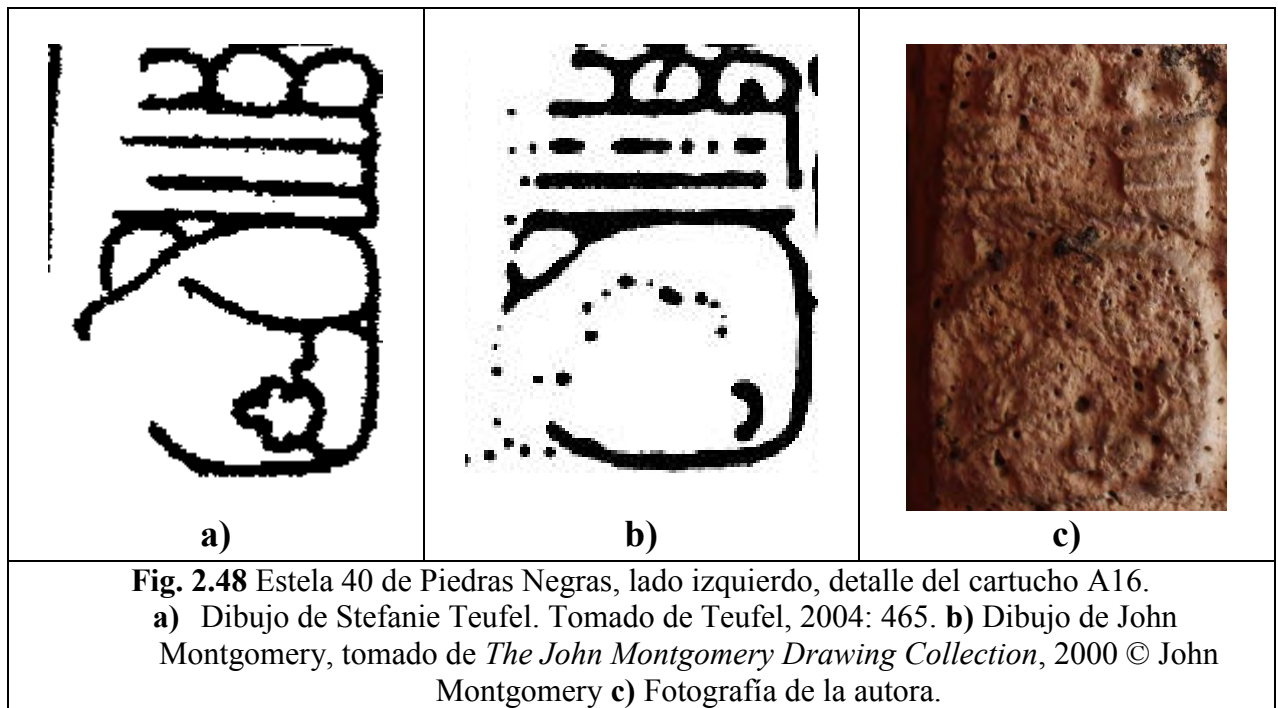 a)
b)
c)
Fig. 2.48 Estela 40 de Piedras Negras, lado izquierdo, detalle del cartucho A16.
a) Dibujo de Stefanie Teufel. Tomado de Teufel, 2004: 465. b) Dibujo de John
Montgomery, tomado de The John Montgomery Drawing Collection, 2000 © John
Montgomery c) Fotografía de la autora.